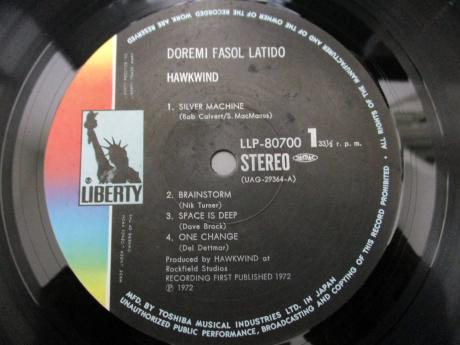 DOREMI FASOL LATIDO
HAWKWIND
1. SILVER MACHINE
(Bob Calvert/S. MacMaros)
LLP-80700 1 33⅓ r. p. m.
STEREO
(UAG-29364-A)
LIBERTY
2. BRAINSTORM
(Nik Turner)
3. SPACE IS DEEP
(Dave Brock)
4. ONE CHANGE
(Del Dettmar)
Produced by HAWKWIND at
Rockfield Studios
RECORDING FIRST PUBLISHED 1972
Ⓟ 1972
MFD. BY TOSHIBA MUSICAL INDUSTRIES LTD. IN JAPAN
ALL RIGHTS OF THE MANUFACTURER AND OF THE OWNER OF THE RECORDED WORK ARE RESERVED
UNAUTHORIZED PUBLIC PERFORMANCE, BROADCASTING AND COPYING OF THIS RECORD PROHIBITED